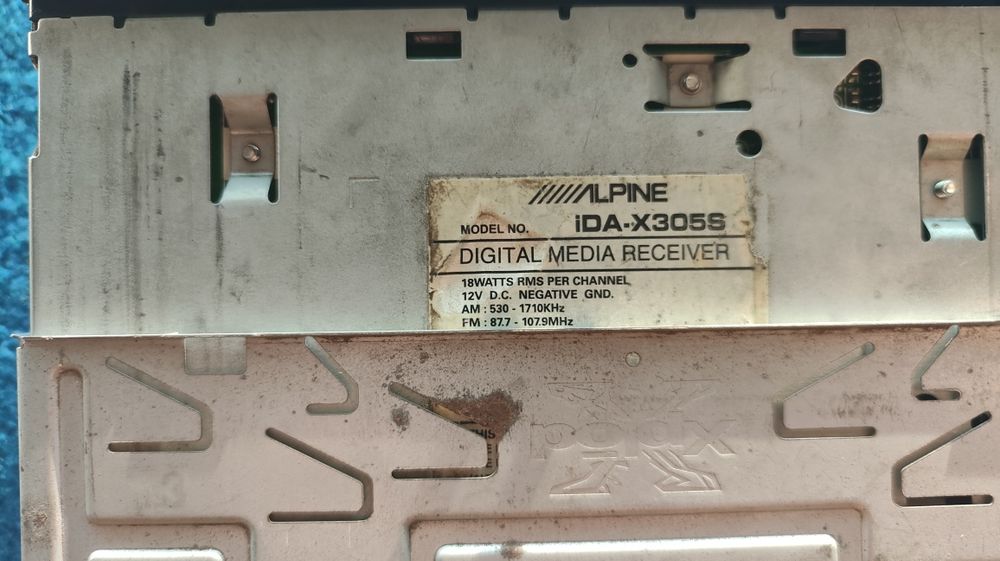 ALPINE
MODEL NO. iDA-X305S
DIGITAL MEDIA RECEIVER
18WATTS RMS PER CHANNEL
12V D.C. NEGATIVE GND.
AM : 530 - 1710KHz
FM : 87.7 - 107.9MHz
THIS